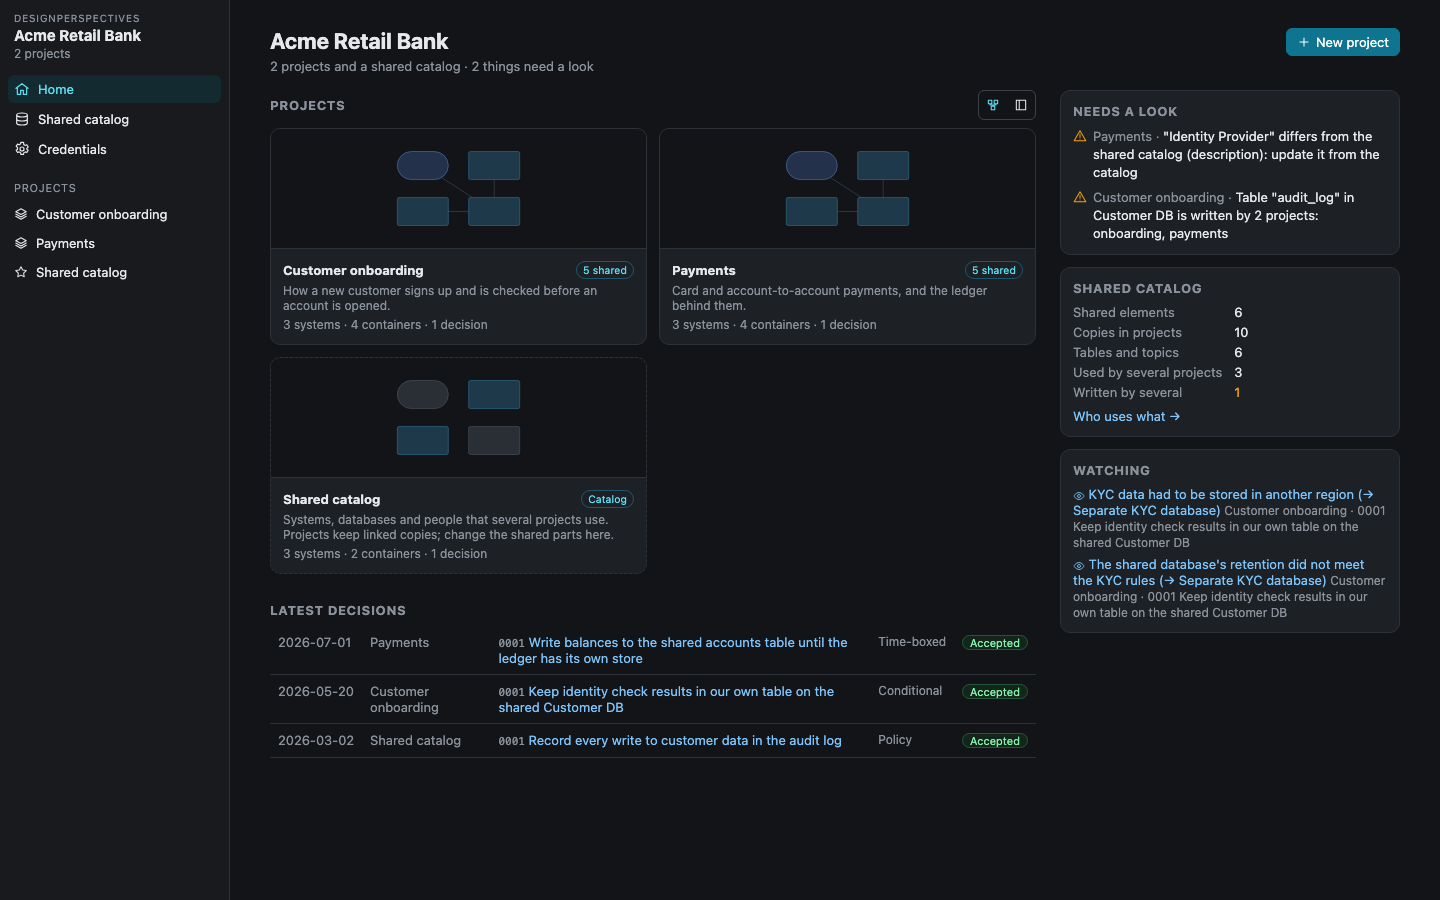 DESIGNPERSPECTIVES
Acme Retail Bank
2 projects
Home
Shared catalog
Credentials
PROJECTS
Customer onboarding
Payments
Shared catalog
Acme Retail Bank
2 projects and a shared catalog · 2 things need a look
+ New project
PROJECTS
Customer onboarding
5 shared
How a new customer signs up and is checked before an
account is opened.
3 systems · 4 containers · 1 decision
Payments
5 shared
Card and account-to-account payments, and the ledger
behind them.
3 systems · 4 containers · 1 decision
Shared catalog
Catalog
Systems, databases and people that several projects use.
Projects keep linked copies; change the shared parts here.
3 systems · 2 containers · 1 decision
LATEST DECISIONS
2026-07-01 Payments 0001 Write balances to the shared accounts table until the Time-boxed Accepted
ledger has its own store
2026-05-20 Customer 0001 Keep identity check results in our own table on the Conditional Accepted
onboarding shared Customer DB
2026-03-02 Shared catalog 0001 Record every write to customer data in the audit log Policy Accepted
NEEDS A LOOK
Payments · "Identity Provider" differs from the
shared catalog (description): update it from the
catalog
Customer onboarding · Table "audit_log" in
Customer DB is written by 2 projects:
onboarding, payments
SHARED CATALOG
Shared elements 6
Copies in projects 10
Tables and topics 6
Used by several projects 3
Written by several 1
Who uses what →
WATCHING
KYC data had to be stored in another region (→
Separate KYC database) Customer onboarding · 0001
Keep identity check results in our own table on the
shared Customer DB
The shared database's retention did not meet
the KYC rules (→ Separate KYC database) Customer
onboarding · 0001 Keep identity check results in our
own table on the shared Customer DB